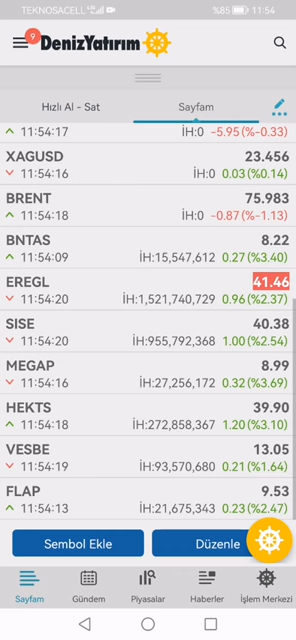 TEKNOSACELL %85 11:54
9 DenizYatırım
Hızlı Al - Sat Sayfam
11:54:17 İH:0 -5.95 (%-0.33)
XAGUSD 23.456
11:54:16 İH:0 0.03 (%0.14)
BRENT 75.983
11:54:18 İH:0 -0.87 (%-1.13)
BNTAS 8.22
11:54:09 İH:15,547,612 0.27 (%3.40)
EREGL 41.46
11:54:20 İH:1,521,740,729 0.96 (%2.37)
SISE 40.38
11:54:20 İH:955,792,368 1.00 (%2.54)
MEGAP 8.99
11:54:16 İH:27,256,172 0.32 (%3.69)
HEKTS 39.90
11:54:18 İH:272,858,367 1.20 (%3.10)
VESBE 13.05
11:54:19 İH:93,570,680 0.21 (%1.64)
FLAP 9.53
11:54:13 İH:21,675,343 0.23 (%2.47)
Sembol Ekle Düzenle
Sayfam Gündem Piyasalar Haberler İşlem Merkezi